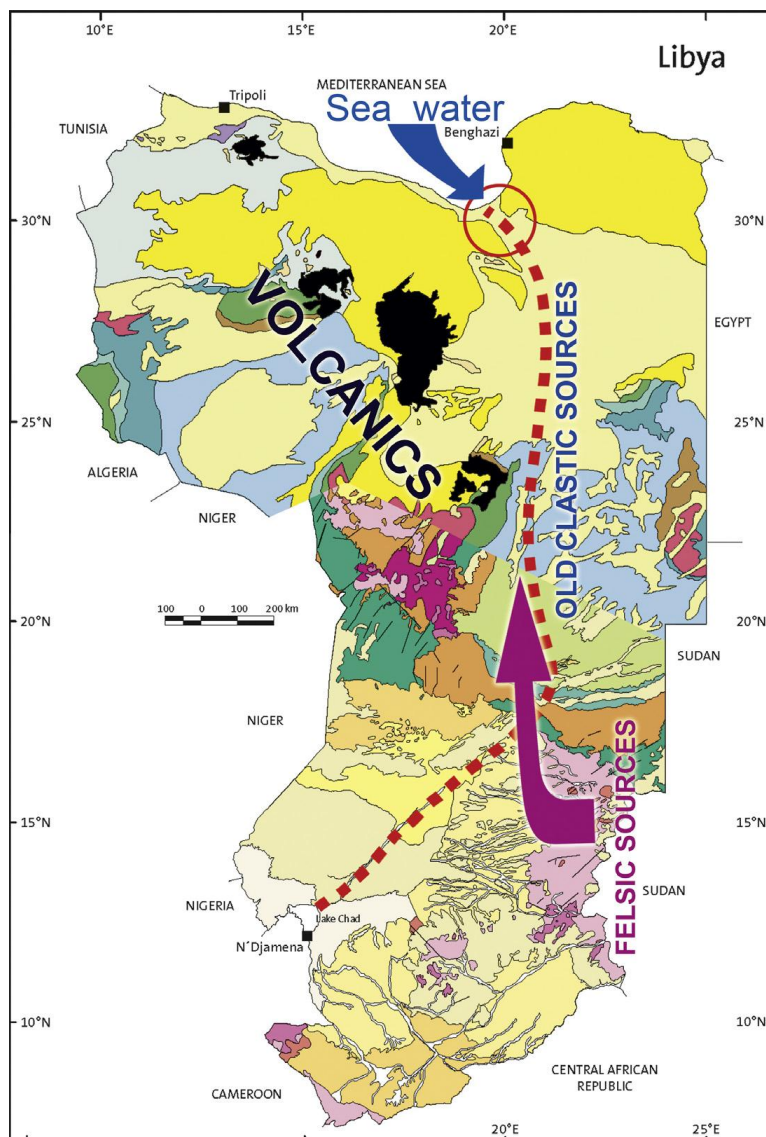 10°E
15°E
20°E
25°E
Libya
MEDITERRANEAN SEA
Tripoli
Sea water
Benghazi
TUNISIA
30°N
30°N
VOLCANICS
EGYPT
OLD CLASTIC SOURCES
25°N
25°N
ALGERIA
NIGER
100 0 100 200 km
20°N
20°N
SUDAN
NIGER
FELSIC SOURCES
15°N
15°N
SUDAN
NIGERIA
Lake Chad
N´Djamena
10°N
10°N
CENTRAL AFRICAN
REPUBLIC
CAMEROON
15°E
20°E
25°E